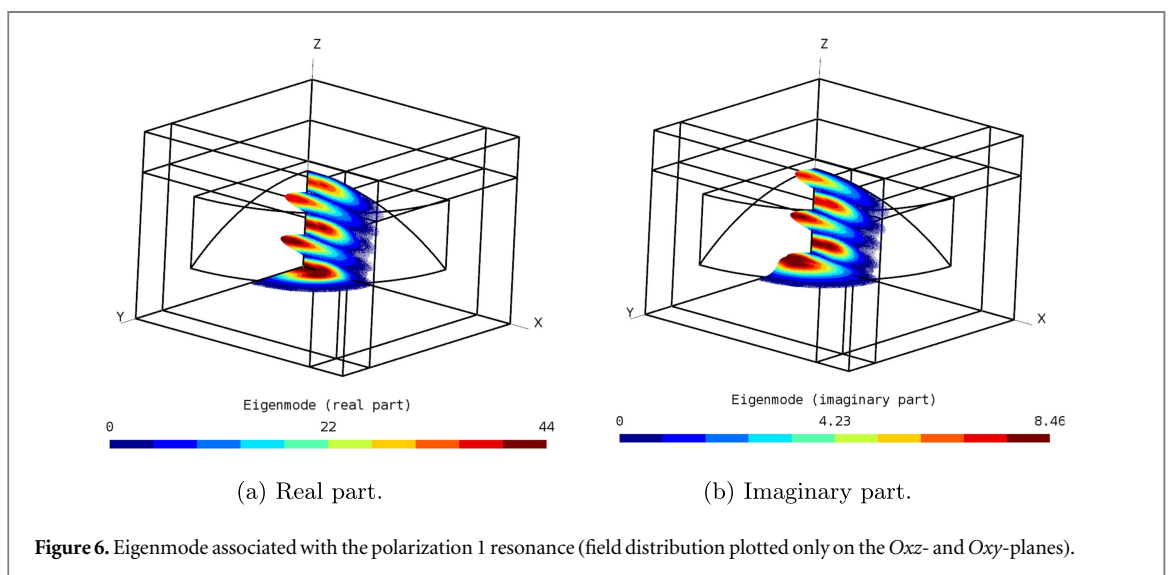 Z
Y
X
Eigenmode (real part)
0 22 44
(a) Real part.
Z
Y
X
Eigenmode (imaginary part)
0 4.23 8.46
(b) Imaginary part.
Figure 6. Eigenmode associated with the polarization 1 resonance (field distribution plotted only on the Oxz- and Oxy-planes).